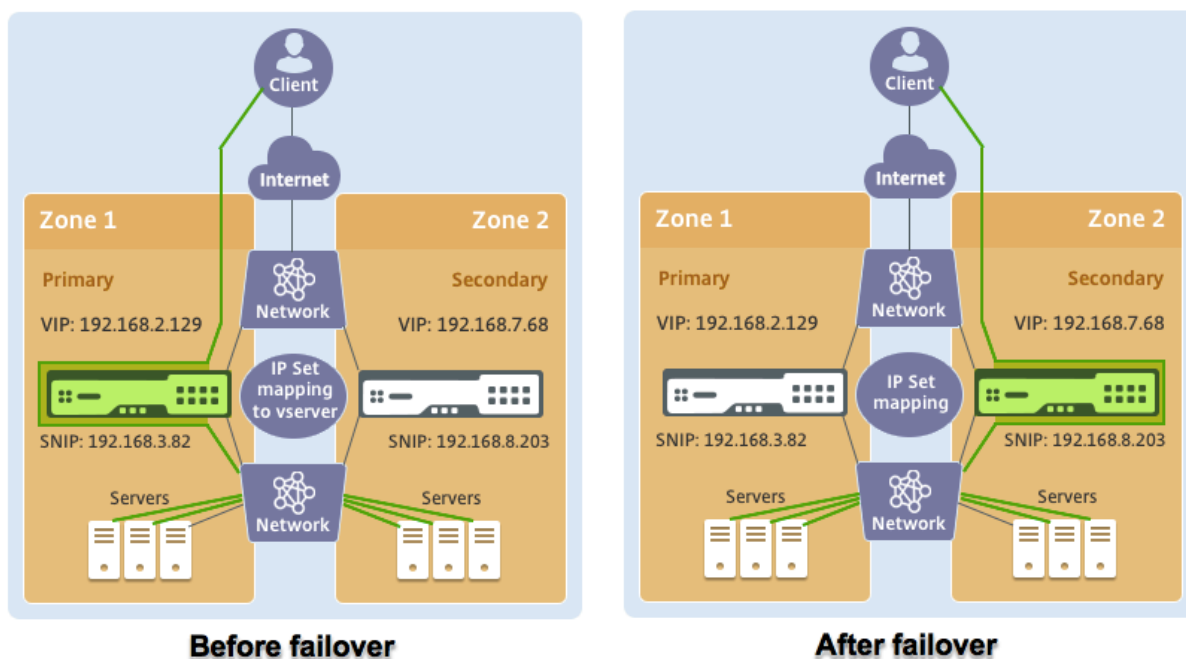 Client
Internet
Zone 1
Zone 2
Primary
Secondary
Network
VIP: 192.168.2.129
VIP: 192.168.7.68
IP Set
mapping
to vserver
SNIP: 192.168.3.82
SNIP: 192.168.8.203
Servers
Servers
Network
Before failover
Client
Internet
Zone 1
Zone 2
Primary
Secondary
Network
VIP: 192.168.2.129
VIP: 192.168.7.68
IP Set
mapping
SNIP: 192.168.3.82
SNIP: 192.168.8.203
Servers
Servers
Network
After failover